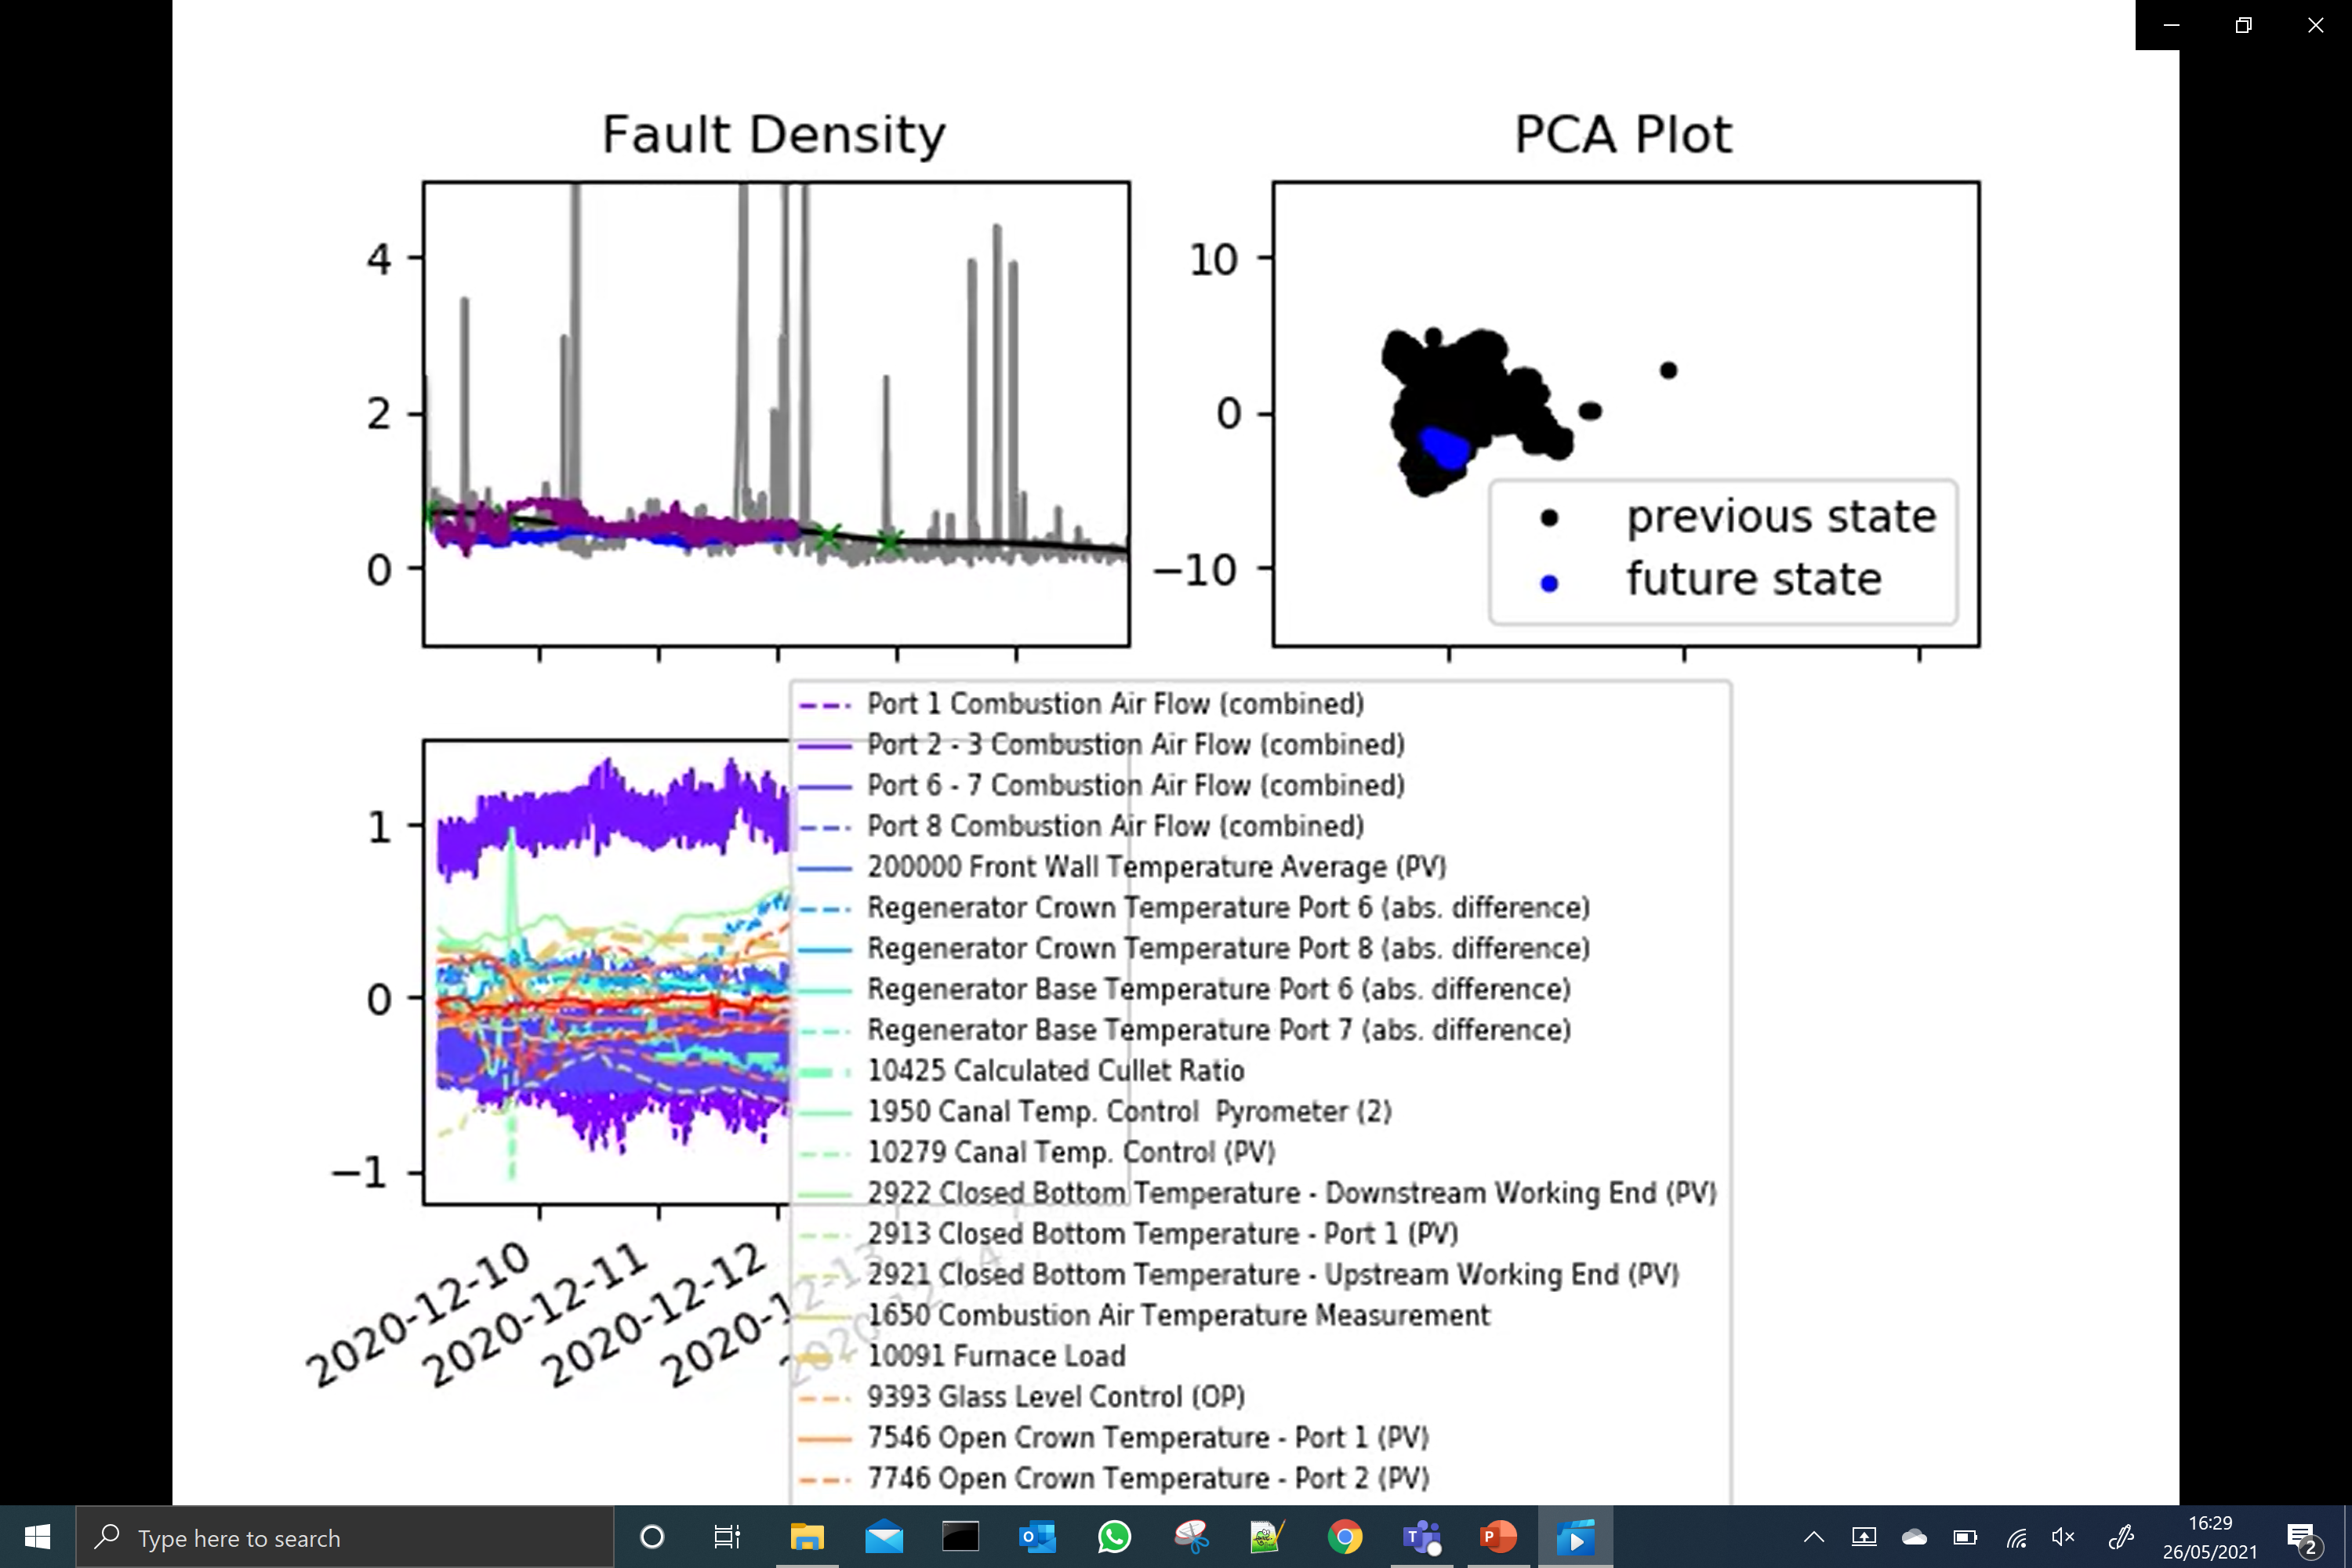 Fault Density
PCA Plot
4
2
0
10
0
−10
previous state
future state
1
0
−1
Port 1 Combustion Air Flow (combined)
Port 2 - 3 Combustion Air Flow (combined)
Port 6 - 7 Combustion Air Flow (combined)
Port 8 Combustion Air Flow (combined)
200000 Front Wall Temperature Average (PV)
Regenerator Crown Temperature Port 6 (abs. difference)
Regenerator Crown Temperature Port 8 (abs. difference)
Regenerator Base Temperature Port 6 (abs. difference)
Regenerator Base Temperature Port 7 (abs. difference)
10425 Calculated Cullet Ratio
1950 Canal Temp. Control  Pyrometer (2)
10279 Canal Temp. Control (PV)
2922 Closed Bottom Temperature - Downstream Working End (PV)
2913 Closed Bottom Temperature - Port 1 (PV)
2921 Closed Bottom Temperature - Upstream Working End (PV)
1650 Combustion Air Temperature Measurement
10091 Furnace Load
9393 Glass Level Control (OP)
7546 Open Crown Temperature - Port 1 (PV)
7746 Open Crown Temperature - Port 2 (PV)
2020-12-10
2020-12-11
2020-12-12
2020-12-13
Type here to search
16:29
26/05/2021
2